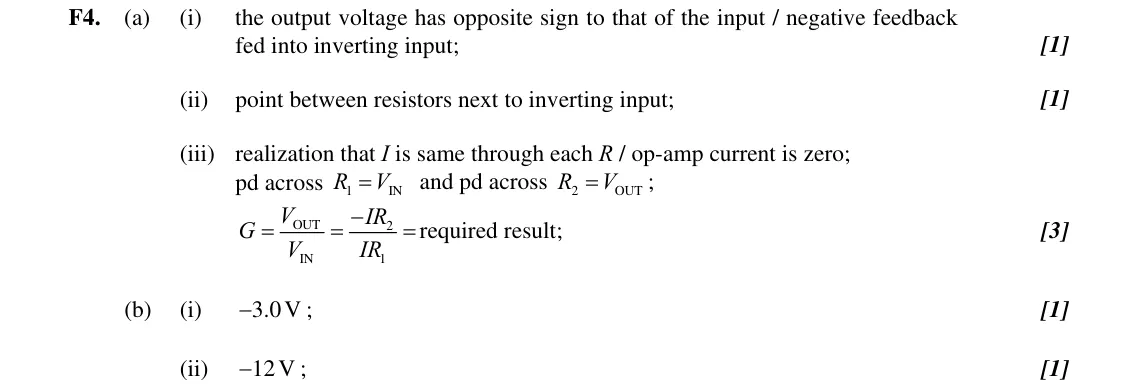 F4. (a) (i) the output voltage has opposite sign to that of the input / negative feedback
fed into inverting input; [1]
(ii) point between resistors next to inverting input; [1]
(iii) realization that I is same through each R / op-amp current is zero;
pd across R₁ = V_IN and pd across R₂ = V_OUT ;
G = V_OUT / V_IN = −IR₂ / IR₁ = required result; [3]
(b) (i) −3.0 V ; [1]
(ii) −12 V ; [1]